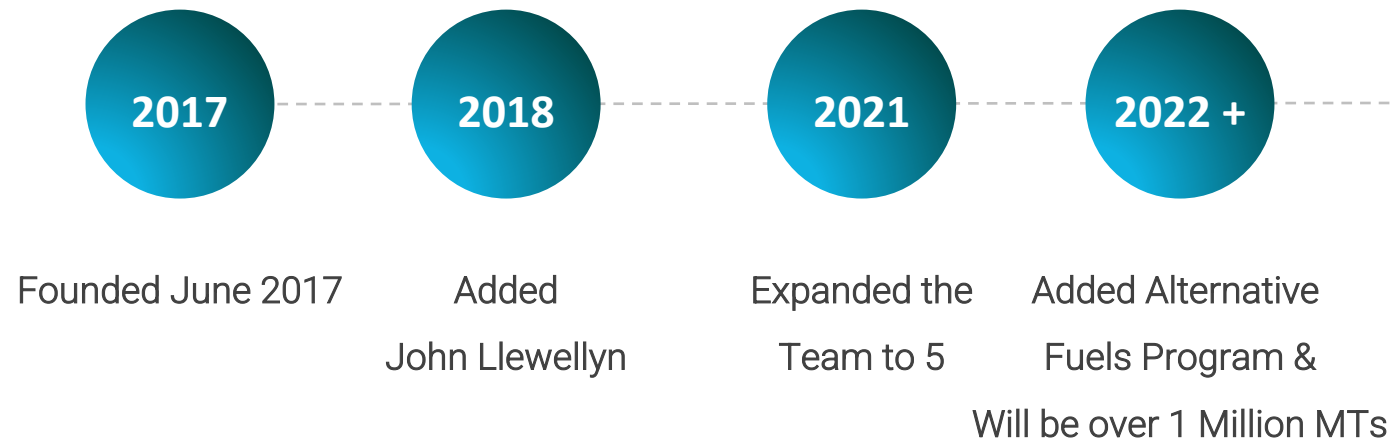 2017
2018
2021
2022 +
Founded June 2017
Added
John Llewellyn
Expanded the
Team to 5
Added Alternative
Fuels Program &
Will be over 1 Million MTs